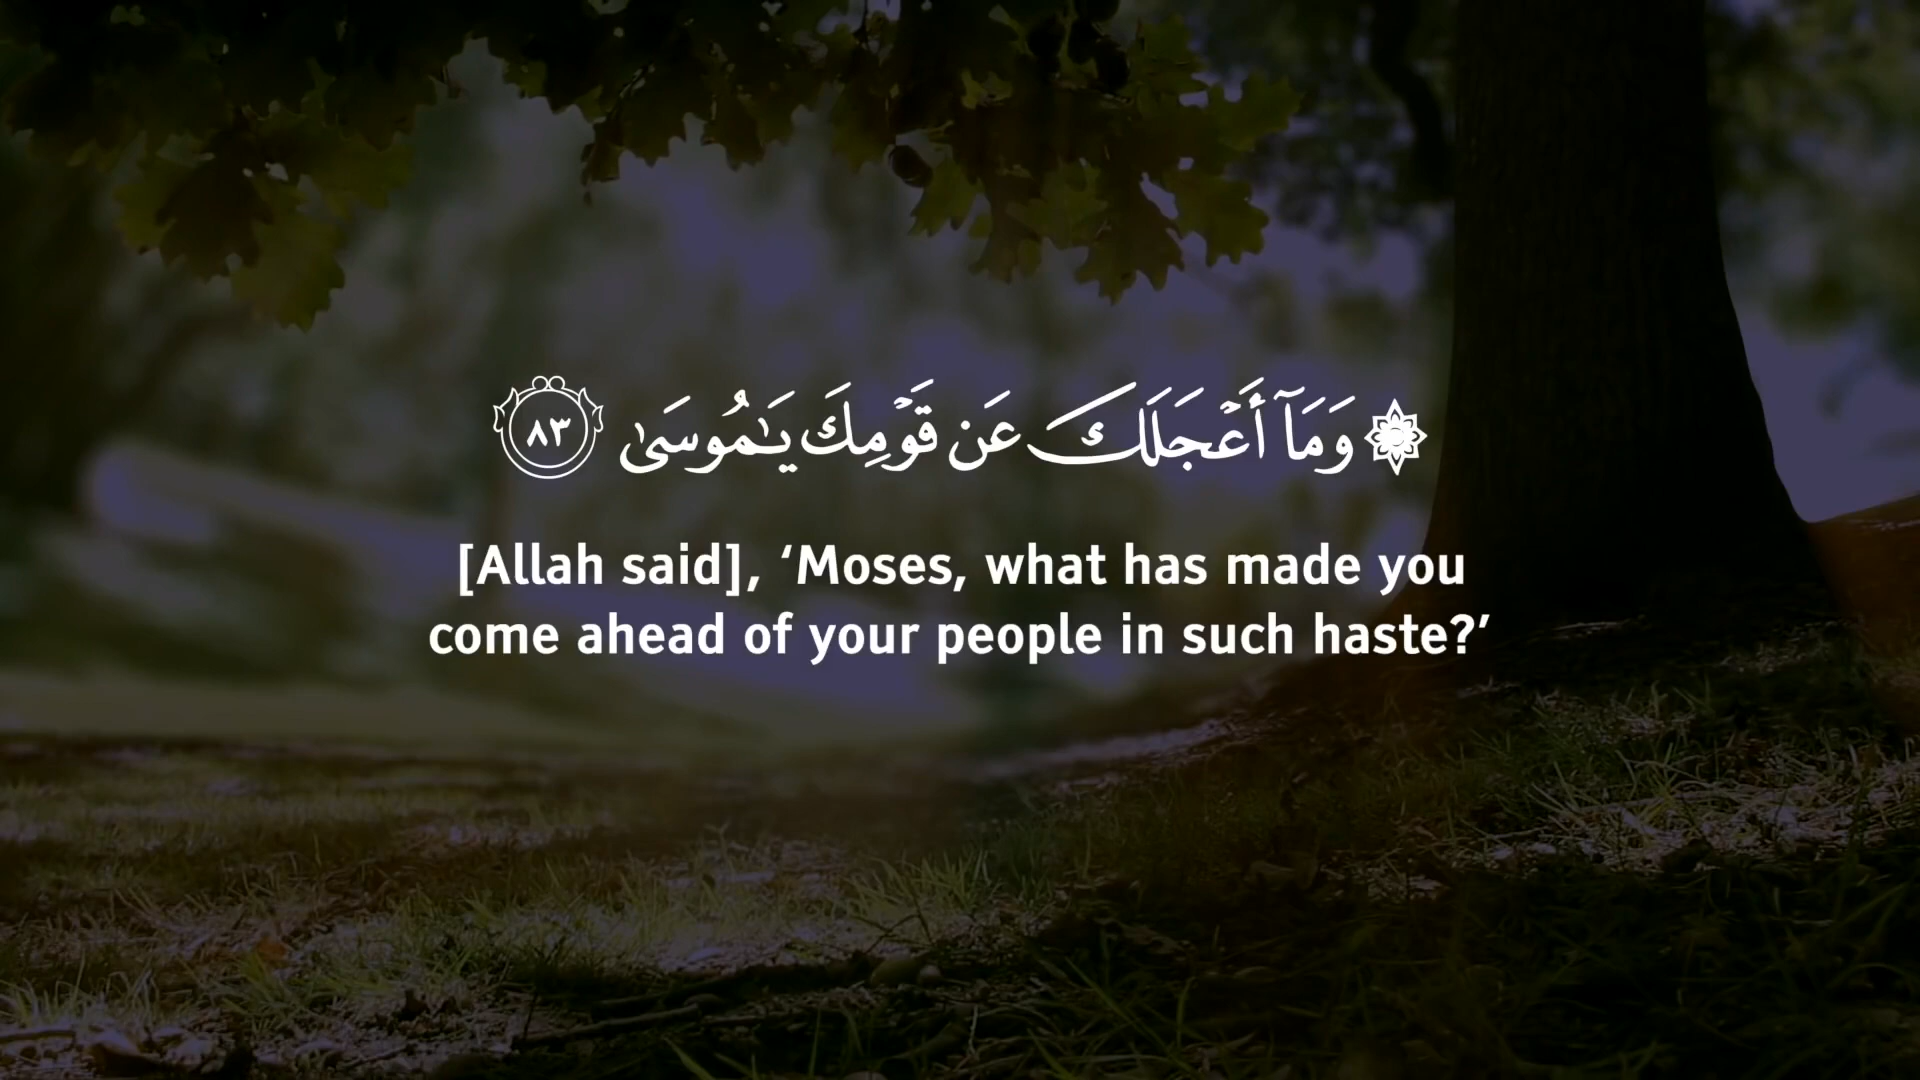 ۞ وَمَآ أَعْجَلَكَ عَن قَوْمِكَ يَـٰمُوسَىٰ ٨٣
[Allah said], ‘Moses, what has made you
come ahead of your people in such haste?’